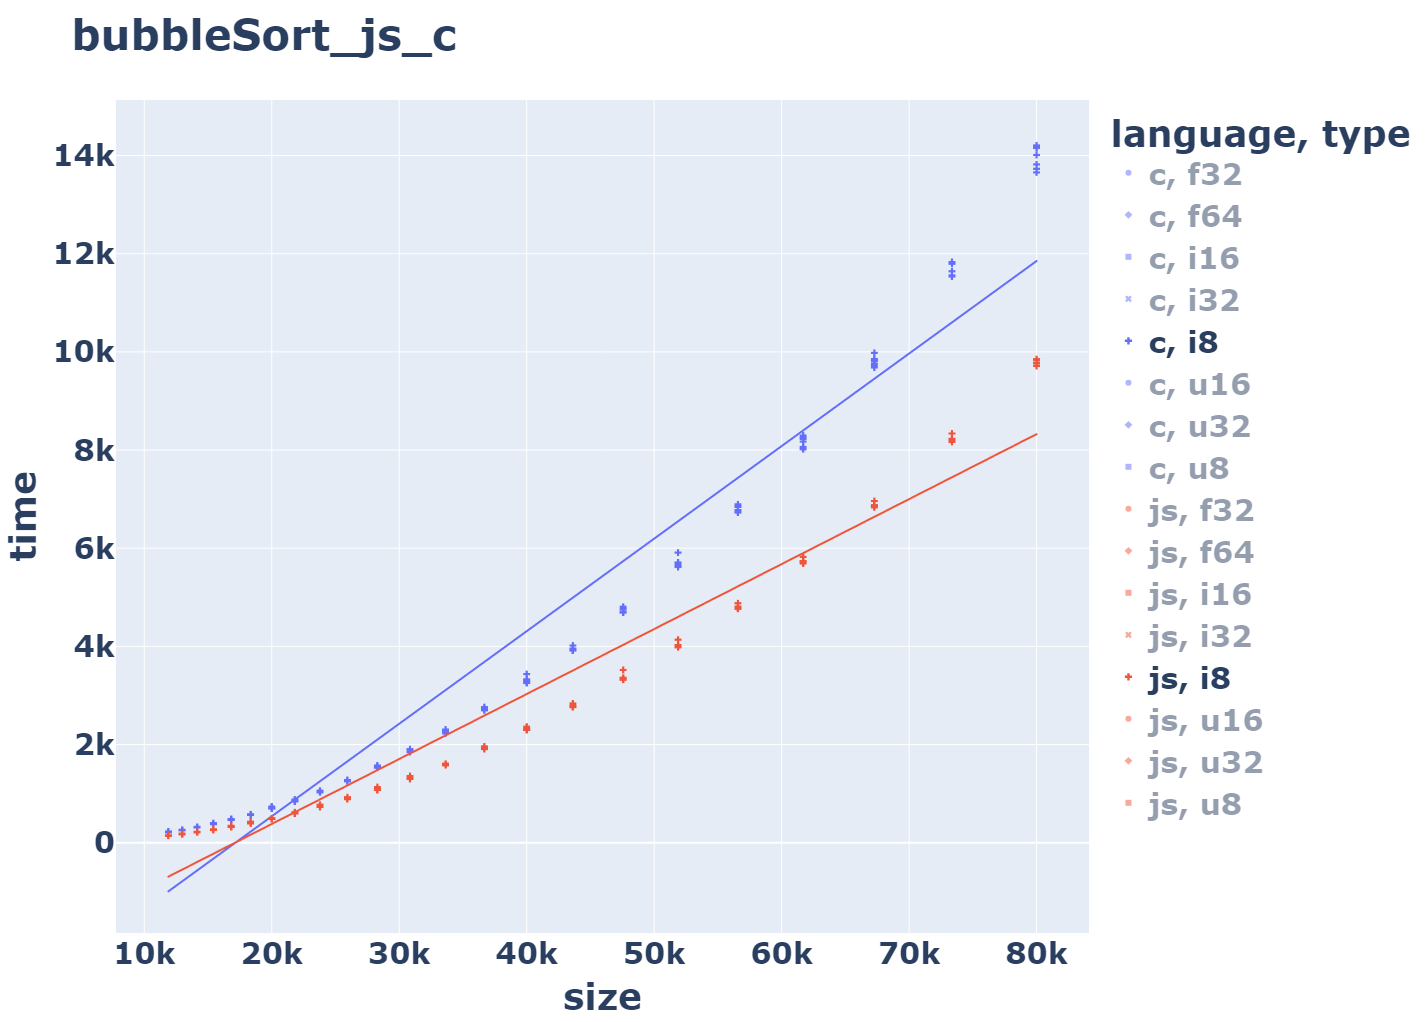 bubbleSort_js_c
14k
12k
10k
8k
6k
4k
2k
0
time
10k 20k 30k 40k 50k 60k 70k 80k
size
language, type
c, f32
c, f64
c, i16
c, i32
c, i8
c, u16
c, u32
c, u8
js, f32
js, f64
js, i16
js, i32
js, i8
js, u16
js, u32
js, u8